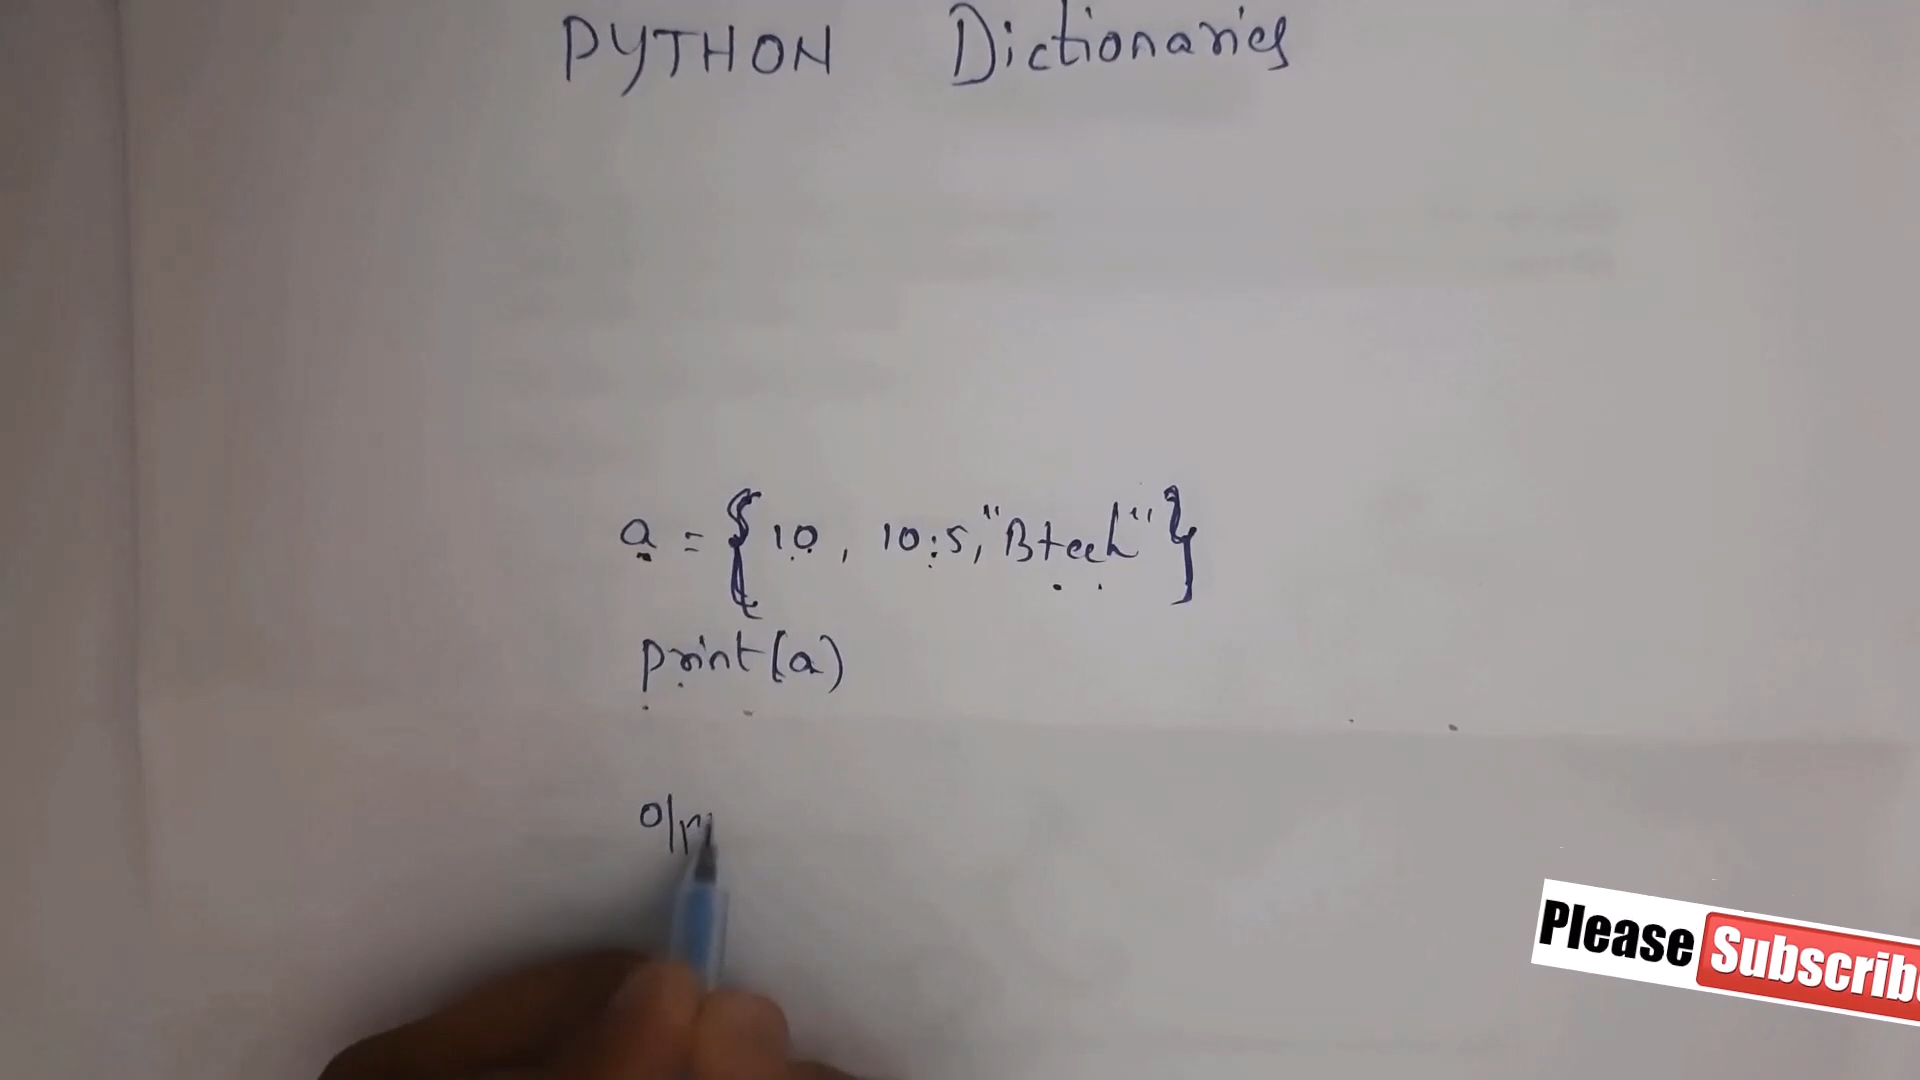 PYTHON Dictionaries
a = {10, 10.5, "Btech"}
print(a)
o/p
Please Subscribe